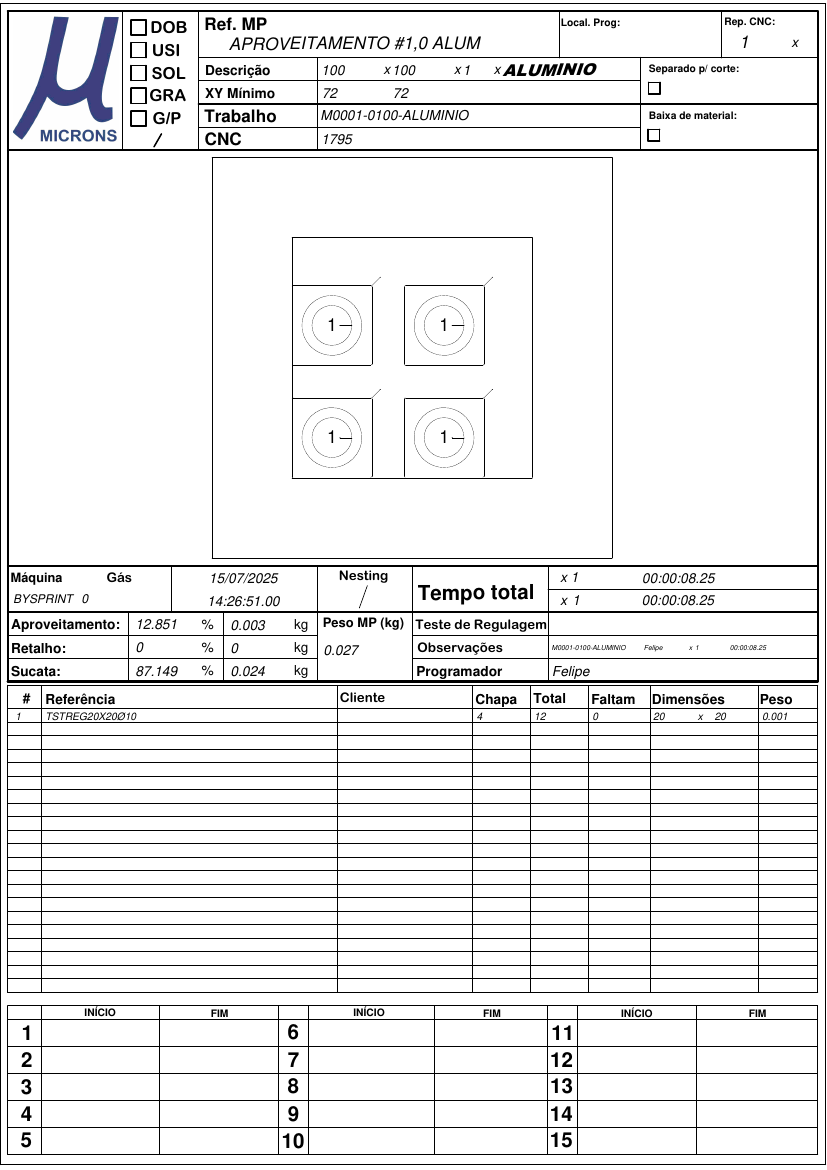 µ
MICRONS
DOB
USI
SOL
GRA
G/P
/
Ref. MP
APROVEITAMENTO #1,0 ALUM
Local. Prog:
Rep. CNC:
1 x
Descrição 100 x 100 x 1 x ALUMINIO
XY Mínimo 72 72
Trabalho M0001-0100-ALUMINIO
CNC 1795
Separado p/ corte:
Baixa de material:
1 1
1 1
Máquina Gás
BYSPRINT 0
15/07/2025
14:26:51.00
Nesting
/
Tempo total
x 1 00:00:08.25
x 1 00:00:08.25
Aproveitamento: 12.851 % 0.003 kg
Retalho: 0 % 0 kg
Sucata: 87.149 % 0.024 kg
Peso MP (kg)
0.027
Teste de Regulagem
Observações M0001-0100-ALUMINIO Felipe x 1 00:00:08.25
Programador Felipe
# Referência Cliente Chapa Total Faltam Dimensões Peso
1 TSTREG20X20Ø10 4 12 0 20 x 20 0.001
INÍCIO FIM INÍCIO FIM INÍCIO FIM
1 6 11
2 7 12
3 8 13
4 9 14
5 10 15